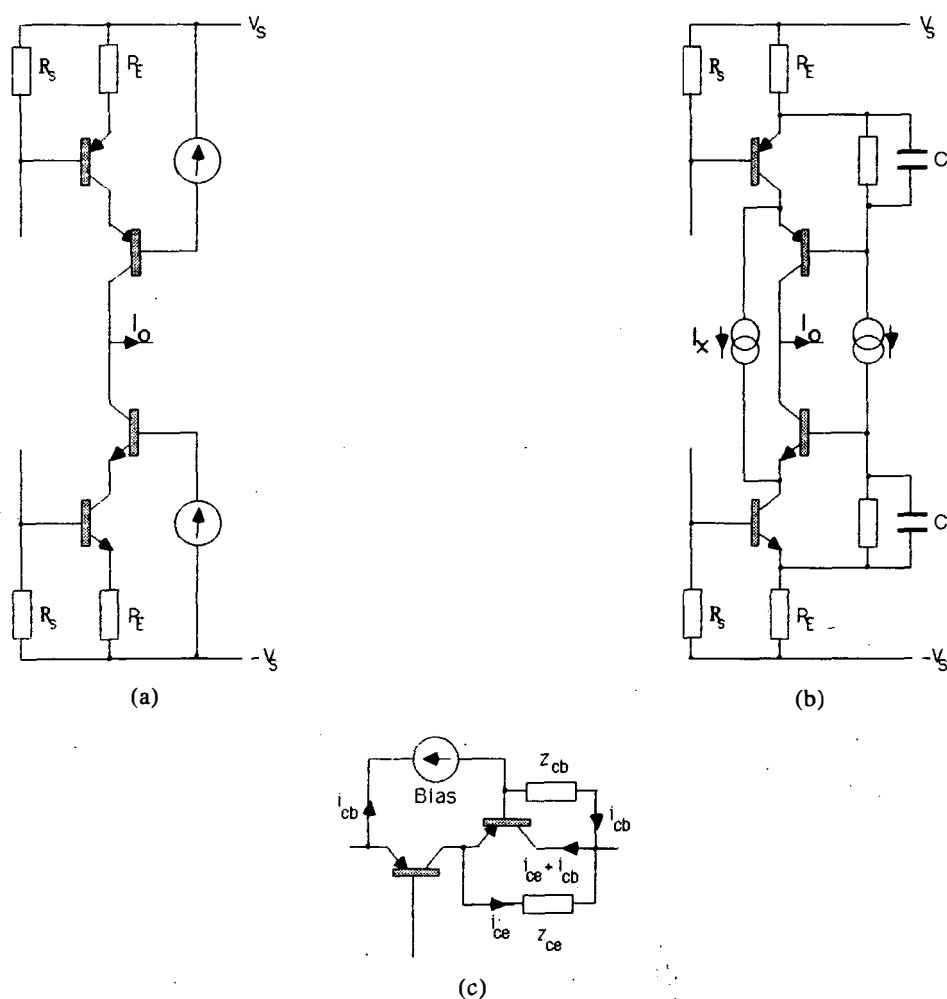 V_S
V_S
R_S
R_E
R_S
R_E
C
I_O
I_X
I_O
C
R_S
R_E
R_S
R_E
-V_S
-V_S
(a)
(b)
Z_cb
Bias
i_cb
i_cb
i_ce + i_cb
i_ce
Z_ce
(c)